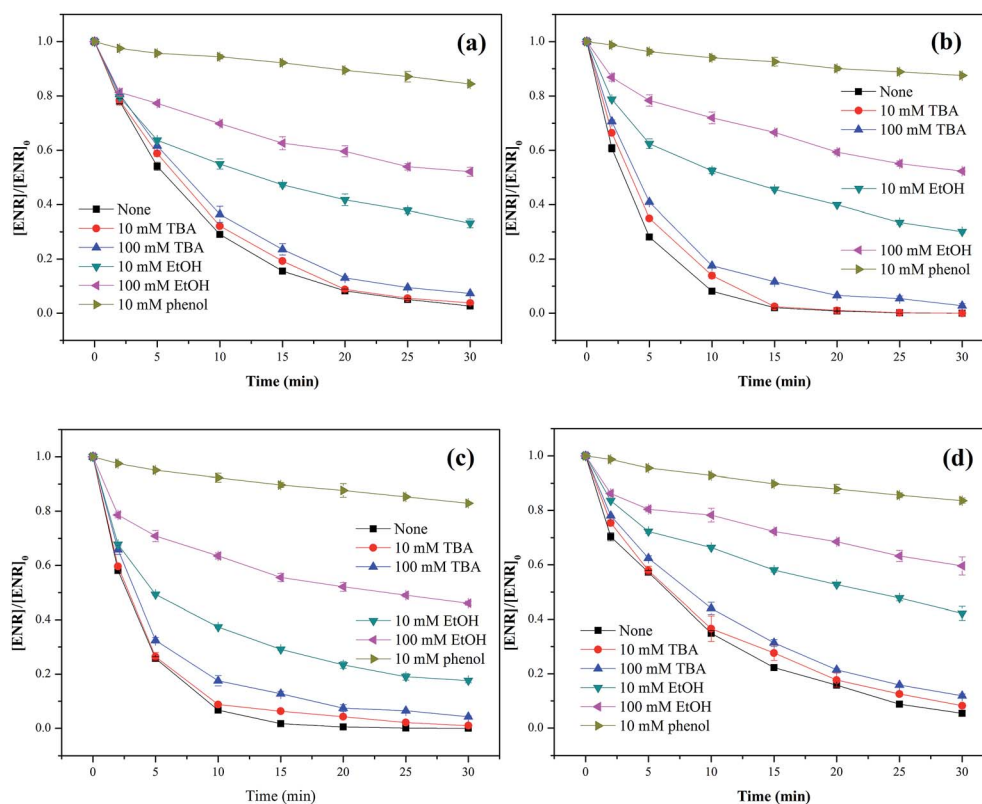 (a)
[ENR]/[ENR]0
1.0
0.8
0.6
0.4
0.2
0.0
None
10 mM TBA
100 mM TBA
10 mM EtOH
100 mM EtOH
10 mM phenol
0 5 10 15 20 25 30
Time (min)
(b)
[ENR]/[ENR]0
1.0
0.8
0.6
0.4
0.2
0.0
None
10 mM TBA
100 mM TBA
10 mM EtOH
100 mM EtOH
10 mM phenol
0 5 10 15 20 25 30
Time (min)
(c)
[ENR]/[ENR]0
1.0
0.8
0.6
0.4
0.2
0.0
None
10 mM TBA
100 mM TBA
10 mM EtOH
100 mM EtOH
10 mM phenol
0 5 10 15 20 25 30
Time (min)
(d)
[ENR]/[ENR]0
1.0
0.8
0.6
0.4
0.2
0.0
None
10 mM TBA
100 mM TBA
10 mM EtOH
100 mM EtOH
10 mM phenol
0 5 10 15 20 25 30
Time (min)